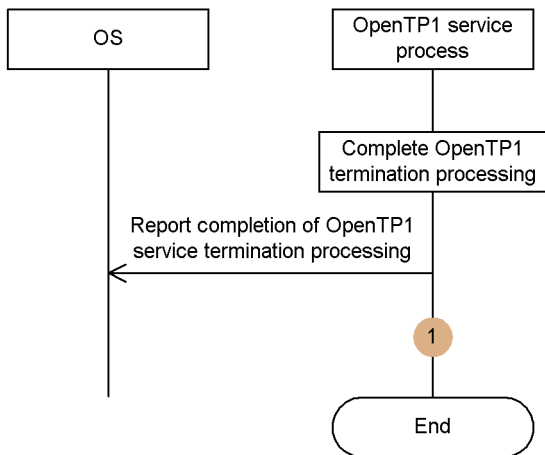 OS
OpenTP1 service
process
Complete OpenTP1
termination processing
Report completion of OpenTP1
service termination processing
1
End